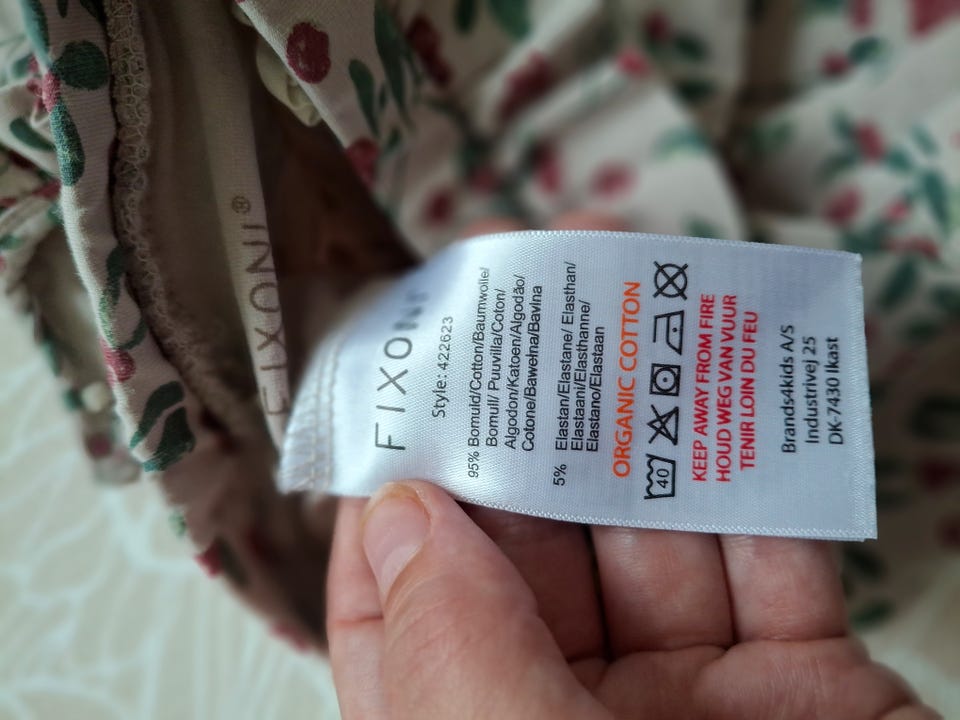 FIXONI®
FIXONI
Style: 422623
95% Bomuld/Cotton/Baumwolle/
Bomull/ Puuvilla/Coton/
Algodon/Katoen/Algodão/
Cotone/Bawełna/Bavlna
5% Elastan/Elastane/ Elasthan/
Elastaani/Elasthanne/
Elastano/Elastaan
ORGANIC COTTON
40
KEEP AWAY FROM FIRE
HOUD WEG VAN VUUR
TENIR LOIN DU FEU
Brands4kids A/S
Industrivej 25
DK-7430 Ikast